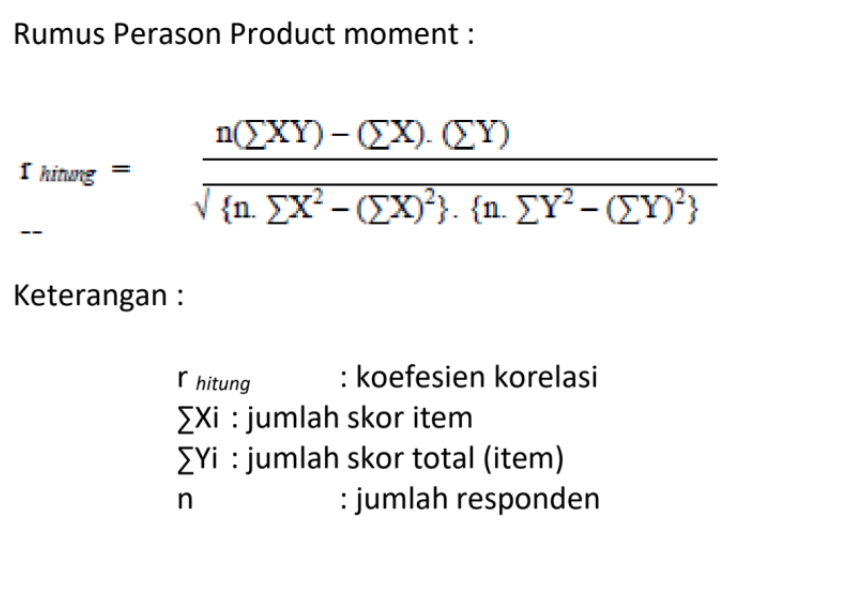 Rumus Perason Product moment :
n(∑XY) – (∑X). (∑Y)
r hitung =
√ {n. ∑X² – (∑X)²}. {n. ∑Y² – (∑Y)²}
--
Keterangan :
r hitung : koefesien korelasi
∑Xi : jumlah skor item
∑Yi : jumlah skor total (item)
n : jumlah responden